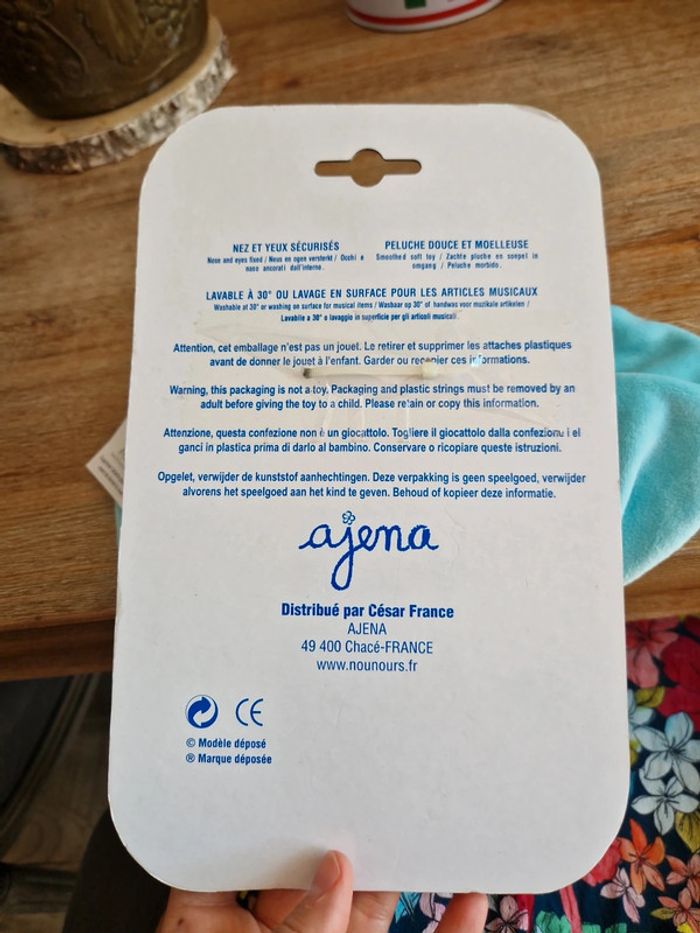 NEZ ET YEUX SÉCURISÉS
Nose and eyes fixed / Neus en ogen versterkt / Occhi e
naso ancorati dall'interno.
PELUCHE DOUCE ET MOELLEUSE
Smoothed soft toy / Zachte pluche en soepel in
omgang / Peluche morbido.
LAVABLE À 30° OU LAVAGE EN SURFACE POUR LES ARTICLES MUSICAUX
Washable at 30° or washing on surface for musical items / Wasbaar op 30° of handwas voor muzikale artikelen /
Lavabile a 30° o lavaggio in superficie per gli articoli musicali.
Attention, cet emballage n'est pas un jouet. Le retirer et supprimer les attaches plastiques
avant de donner le jouet à l'enfant. Garder ou recopier ces informations.
Warning, this packaging is not a toy. Packaging and plastic strings must be removed by an
adult before giving the toy to a child. Please retain or copy this information.
Attenzione, questa confezione non è un giocattolo. Togliere il giocattolo dalla confezione i el
ganci in plastica prima di darlo al bambino. Conservare o ricopiare queste istruzioni.
Opgelet, verwijder de kunststof aanhechtingen. Deze verpakking is geen speelgoed, verwijder
alvorens het speelgoed aan het kind te geven. Behoud of kopieer deze informatie.
ajena
Distribué par César France
AJENA
49 400 Chacé-FRANCE
www.nounours.fr
CE
© Modèle déposé
® Marque déposée